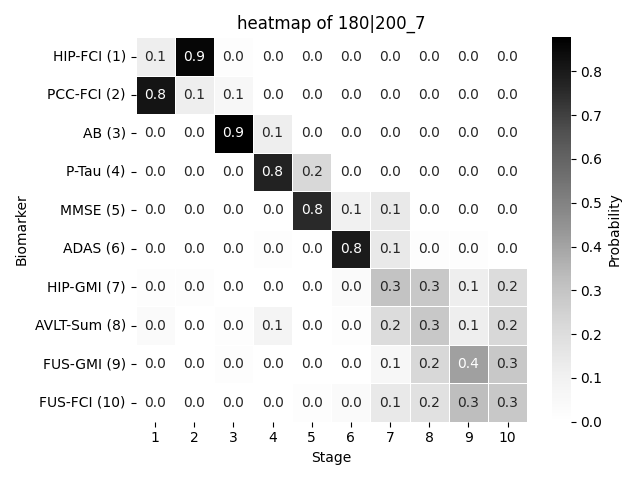 heatmap of 180|200_7
HIP-FCI (1) 0.1 0.9 0.0 0.0 0.0 0.0 0.0 0.0 0.0 0.0
PCC-FCI (2) 0.8 0.1 0.1 0.0 0.0 0.0 0.0 0.0 0.0 0.0
AB (3) 0.0 0.0 0.9 0.1 0.0 0.0 0.0 0.0 0.0 0.0
P-Tau (4) 0.0 0.0 0.0 0.8 0.2 0.0 0.0 0.0 0.0 0.0
MMSE (5) 0.0 0.0 0.0 0.0 0.8 0.1 0.1 0.0 0.0 0.0
ADAS (6) 0.0 0.0 0.0 0.0 0.0 0.8 0.1 0.0 0.0 0.0
HIP-GMI (7) 0.0 0.0 0.0 0.0 0.0 0.0 0.3 0.3 0.1 0.2
AVLT-Sum (8) 0.0 0.0 0.0 0.1 0.0 0.0 0.2 0.3 0.1 0.2
FUS-GMI (9) 0.0 0.0 0.0 0.0 0.0 0.0 0.1 0.2 0.4 0.3
FUS-FCI (10) 0.0 0.0 0.0 0.0 0.0 0.0 0.1 0.2 0.3 0.3
1 2 3 4 5 6 7 8 9 10
Stage
Biomarker
0.8
0.7
0.6
0.5
0.4
0.3
0.2
0.1
0.0
Probability